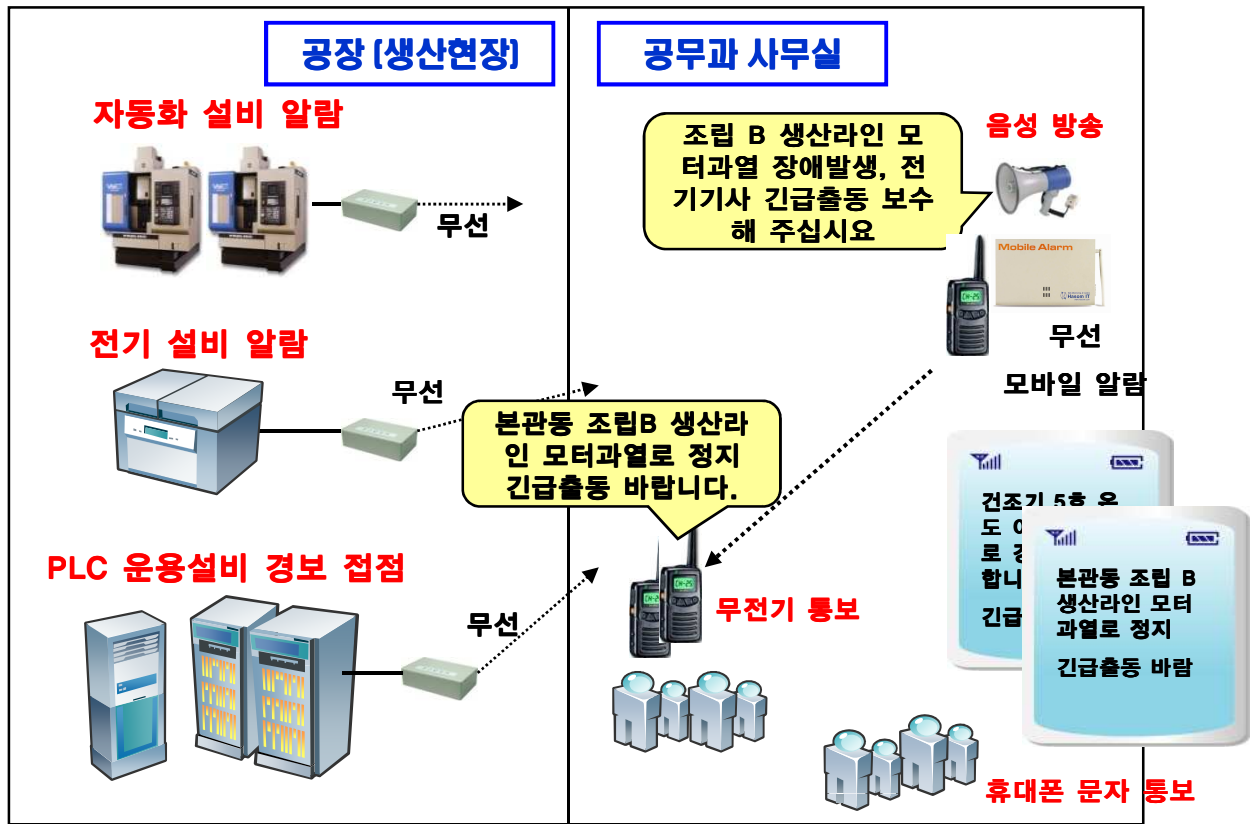 공장 (생산현장)
공무과 사무실
자동화 설비 알람
무선
전기 설비 알람
무선
PLC 운용설비 경보 접점
무선
조립 B 생산라인 모
터과열 장애발생, 전
기기사 긴급출동 보수
해 주십시요
음성 방송
Mobile Alarm
CH-25
무선
모바일 알람
본관동 조립B 생산라
인 모터과열로 정지
긴급출동 바랍니다.
CH-25
무전기 통보
건조기 5호 온
도
로
합니
긴급
본관동 조립 B
생산라인 모터
과열로 정지
긴급출동 바람
휴대폰 문자 통보